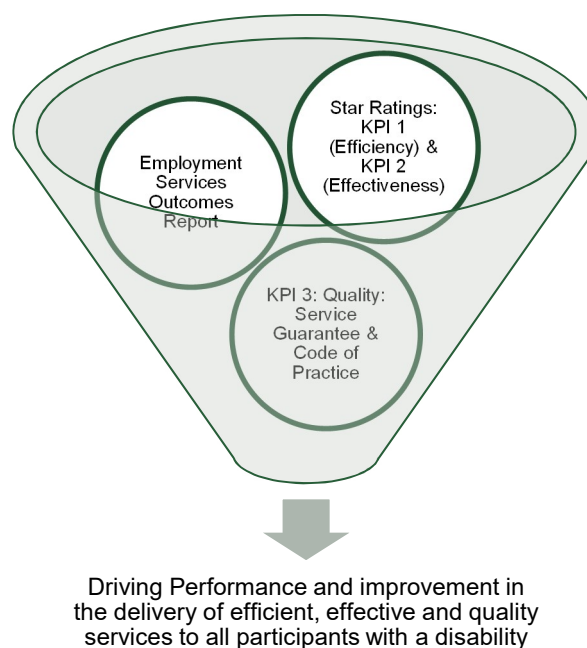 Star Ratings:
KPI 1
(Efficiency) &
KPI 2
(Effectiveness)
Employment
Services
Outcomes
Report
KPI 3: Quality:
Service
Guarantee &
Code of
Practice
Driving Performance and improvement in
the delivery of efficient, effective and quality
services to all participants with a disability